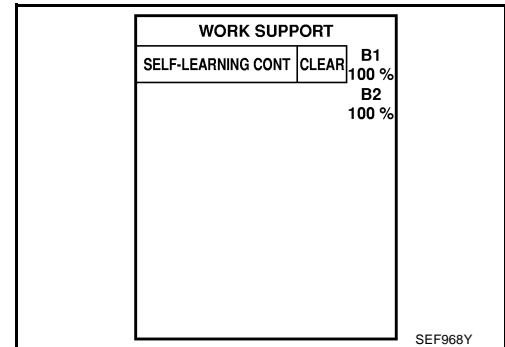 WORK SUPPORT
SELF-LEARNING CONT CLEAR B1
100 %
B2
100 %
SEF968Y